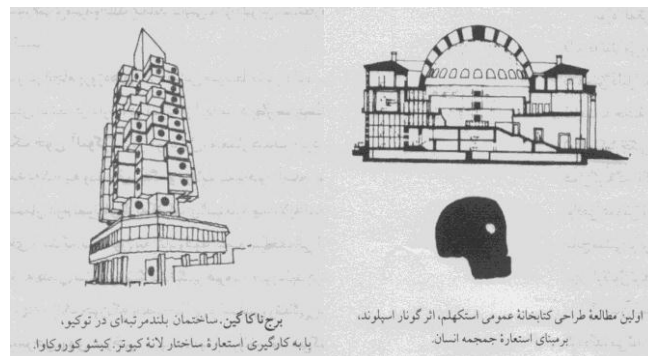 برج ناکاگین. ساختمان بلندمرتبه‌ای در توکیو،
با به کارگیری استعارهٔ ساختار لانهٔ کبوتر. کیشو کوروکاوا.
اولین مطالعهٔ طراحی کتابخانهٔ عمومی استکهلم، اثر گونار اسپلوند،
برمبنای استعارهٔ جمجمه انسان.